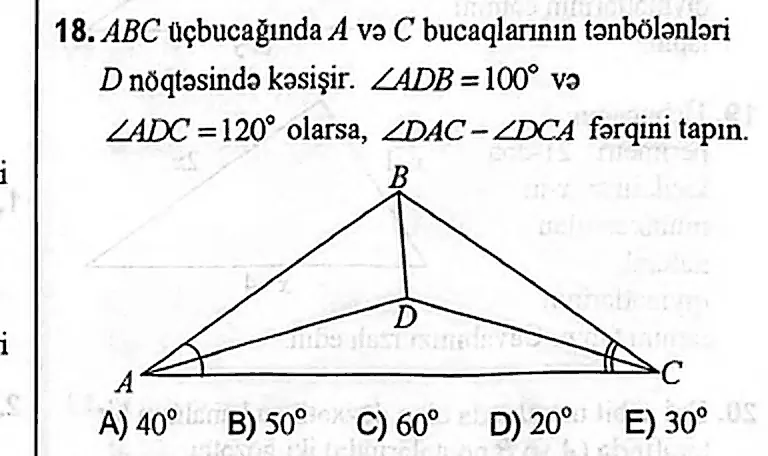 18. ABC üçbucağında A və C bucaqlarının tənbölənləri
D nöqtəsində kəsişir. ∠ADB = 100° və
∠ADC = 120° olarsa, ∠DAC − ∠DCA fərqini tapın.
B
D
A
C
A) 40° B) 50° C) 60° D) 20° E) 30°